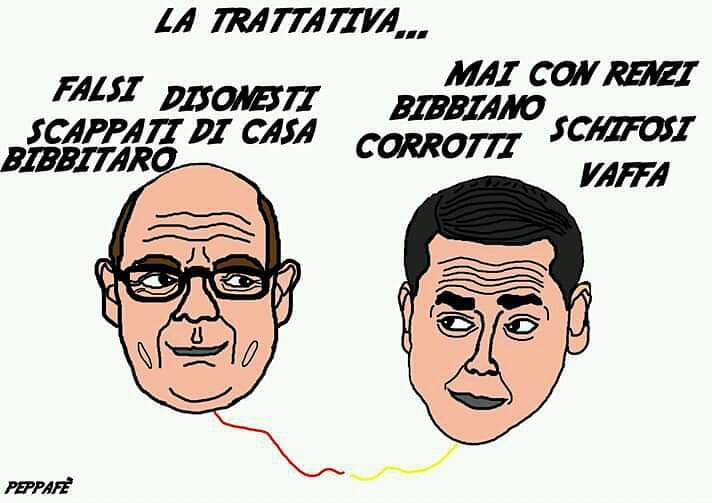 LA TRATTATIVA...
FALSI DISONESTI
SCAPPATI DI CASA
BIBBITARO
MAI CON RENZI
BIBBIANO
SCHIFOSI
CORROTTI
VAFFA
PEPPAFÈ